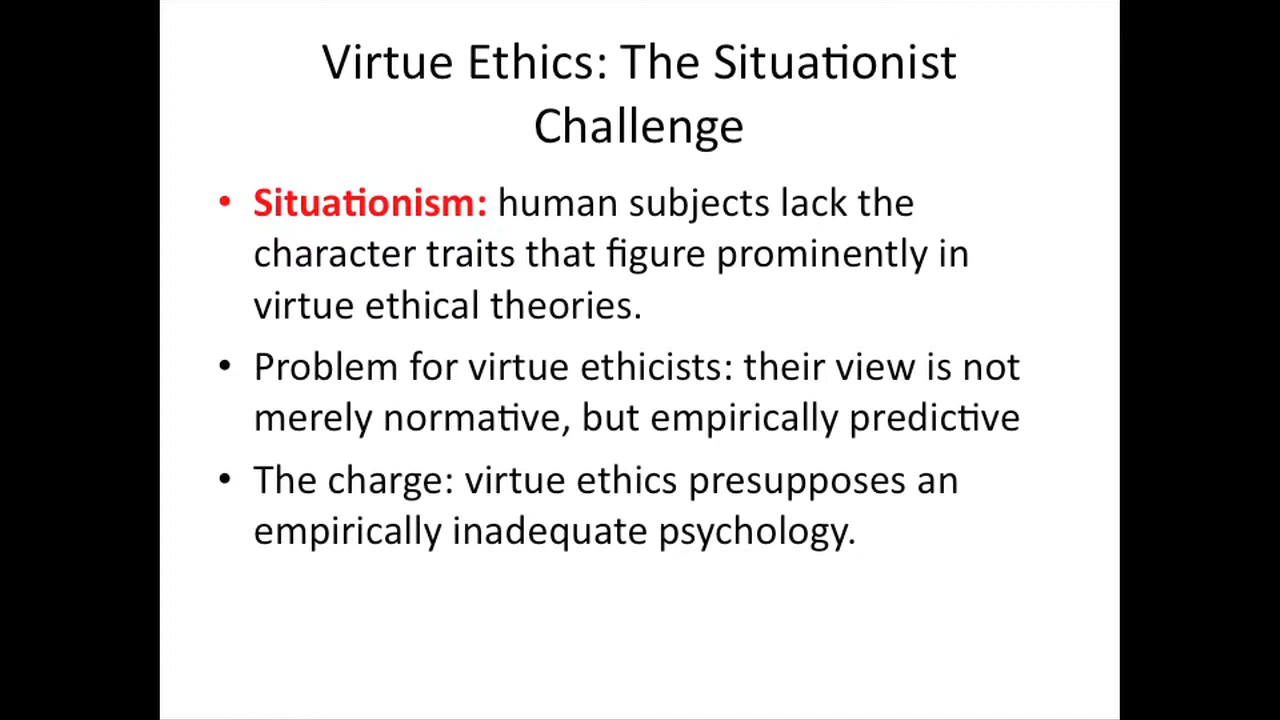 Virtue Ethics: The Situationist
Challenge
• Situationism: human subjects lack the
character traits that figure prominently in
virtue ethical theories.
• Problem for virtue ethicists: their view is not
merely normative, but empirically predictive
• The charge: virtue ethics presupposes an
empirically inadequate psychology.